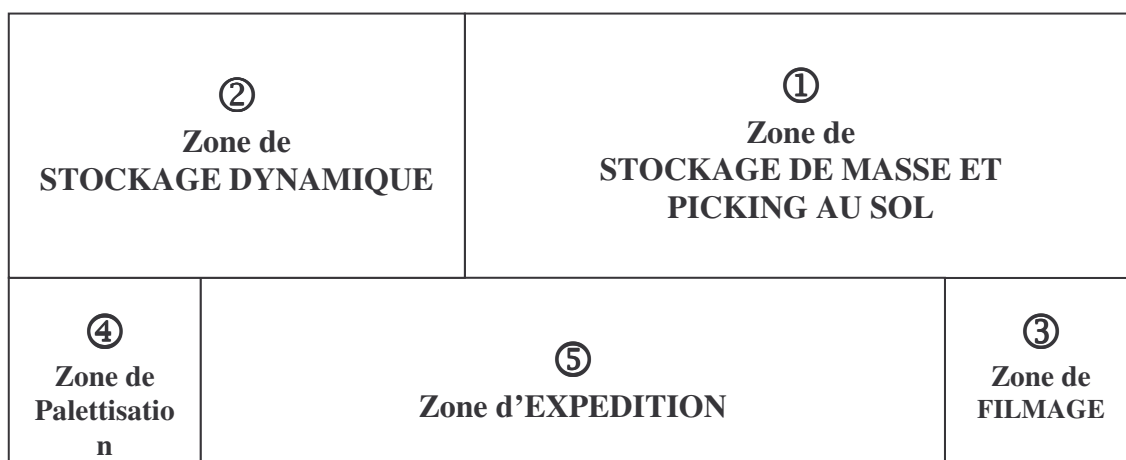 ②
Zone de
STOCKAGE DYNAMIQUE
①
Zone de
STOCKAGE DE MASSE ET
PICKING AU SOL
④
Zone de
Palettisatio
n
⑤
Zone d’EXPEDITION
③
Zone de
FILMAGE